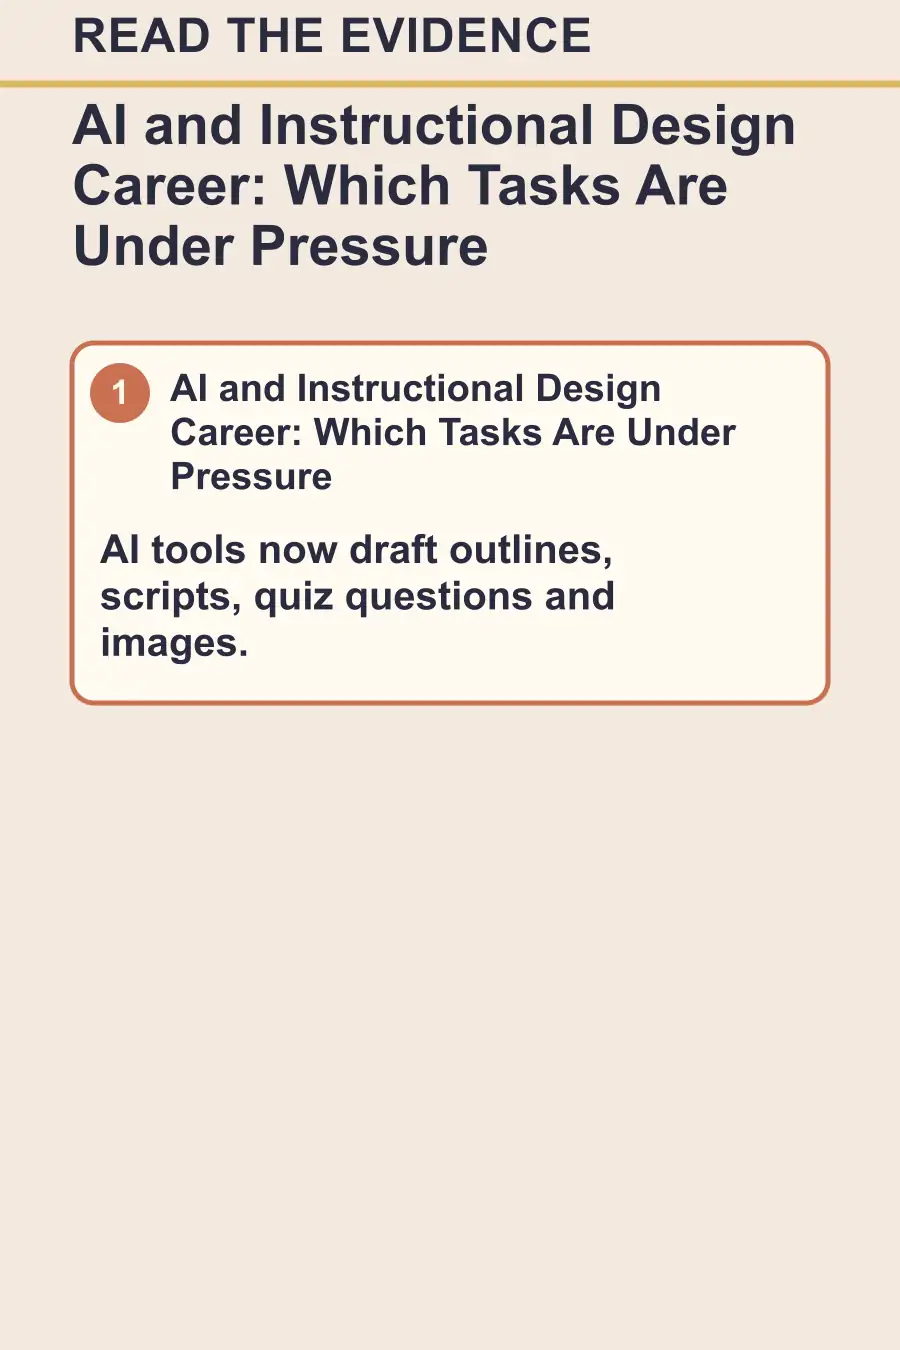 READ THE EVIDENCE
AI and Instructional Design
Career: Which Tasks Are
Under Pressure
1
AI and Instructional Design
Career: Which Tasks Are Under
Pressure
AI tools now draft outlines,
scripts, quiz questions and
images.